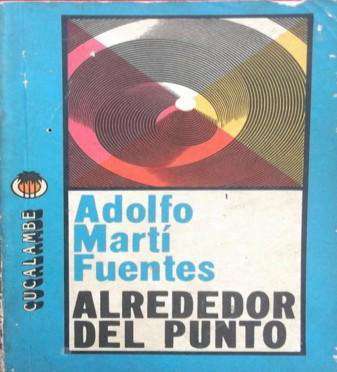 Adolfo
Martí
Fuentes
ALREDEDOR
DEL PUNTO
CUCALAMBE